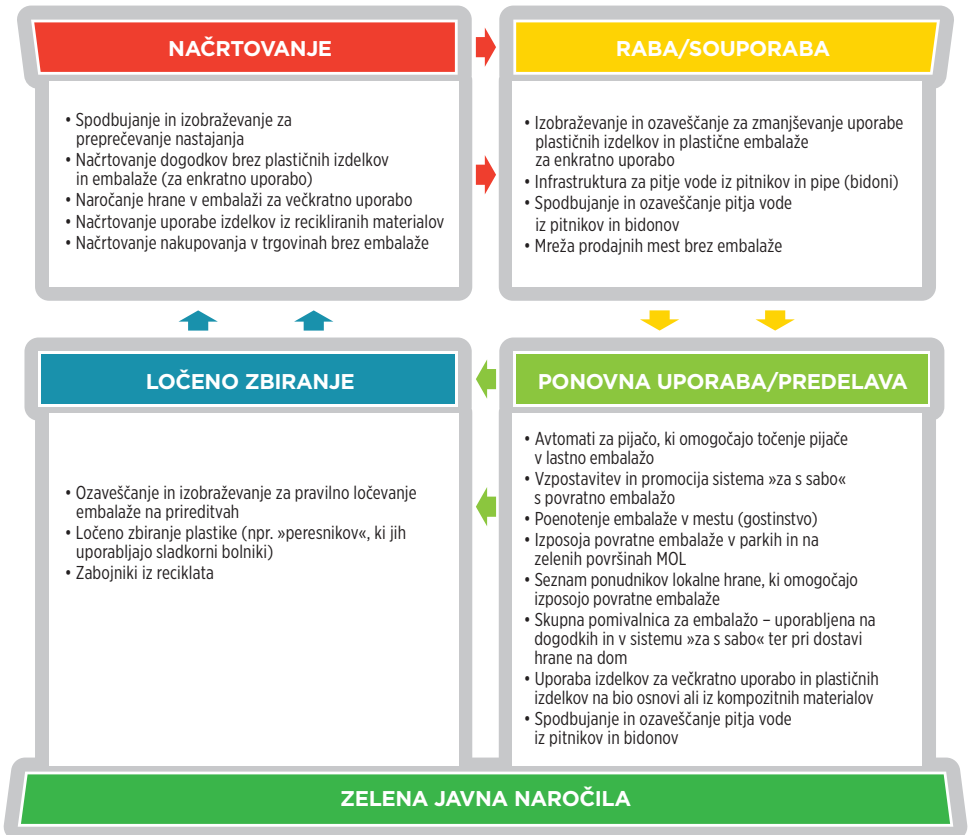 NAČRTOVANJE
• Spodbujanje in izobraževanje za
preprečevanje nastajanja
• Načrtovanje dogodkov brez plastičnih izdelkov
in embalaže (za enkratno uporabo)
• Naročanje hrane v embalaži za večkratno uporabo
• Načrtovanje uporabe izdelkov iz recikliranih materialov
• Načrtovanje nakupovanja v trgovinah brez embalaže
RABA/SOUPORABA
• Izobraževanje in ozaveščanje za zmanjševanje uporabe
plastičnih izdelkov in plastične embalaže
za enkratno uporabo
• Infrastruktura za pitje vode iz pitnikov in pipe (bidoni)
• Spodbujanje in ozaveščanje pitja vode
iz pitnikov in bidonov
• Mreža prodajnih mest brez embalaže
LOČENO ZBIRANJE
• Ozaveščanje in izobraževanje za pravilno ločevanje
embalaže na prireditvah
• Ločeno zbiranje plastike (npr. »peresnikov«, ki jih
uporabljajo sladkorni bolniki)
• Zabojniki iz reciklata
PONOVNA UPORABA/PREDELAVA
• Avtomati za pijačo, ki omogočajo točenje pijače
v lastno embalažo
• Vzpostavitev in promocija sistema »za s sabo«
s povratno embalažo
• Poenotenje embalaže v mestu (gostinstvo)
• Izposoja povratne embalaže v parkih in na
zelenih površinah MOL
• Seznam ponudnikov lokalne hrane, ki omogočajo
izposojo povratne embalaže
• Skupna pomivalnica za embalažo – uporabljena na
dogodkih in v sistemu »za s sabo« ter pri dostavi
hrane na dom
• Uporaba izdelkov za večkratno uporabo in plastičnih
izdelkov na bio osnovi ali iz kompozitnih materialov
• Spodbujanje in ozaveščanje pitja vode
iz pitnikov in bidonov
ZELENA JAVNA NAROČILA